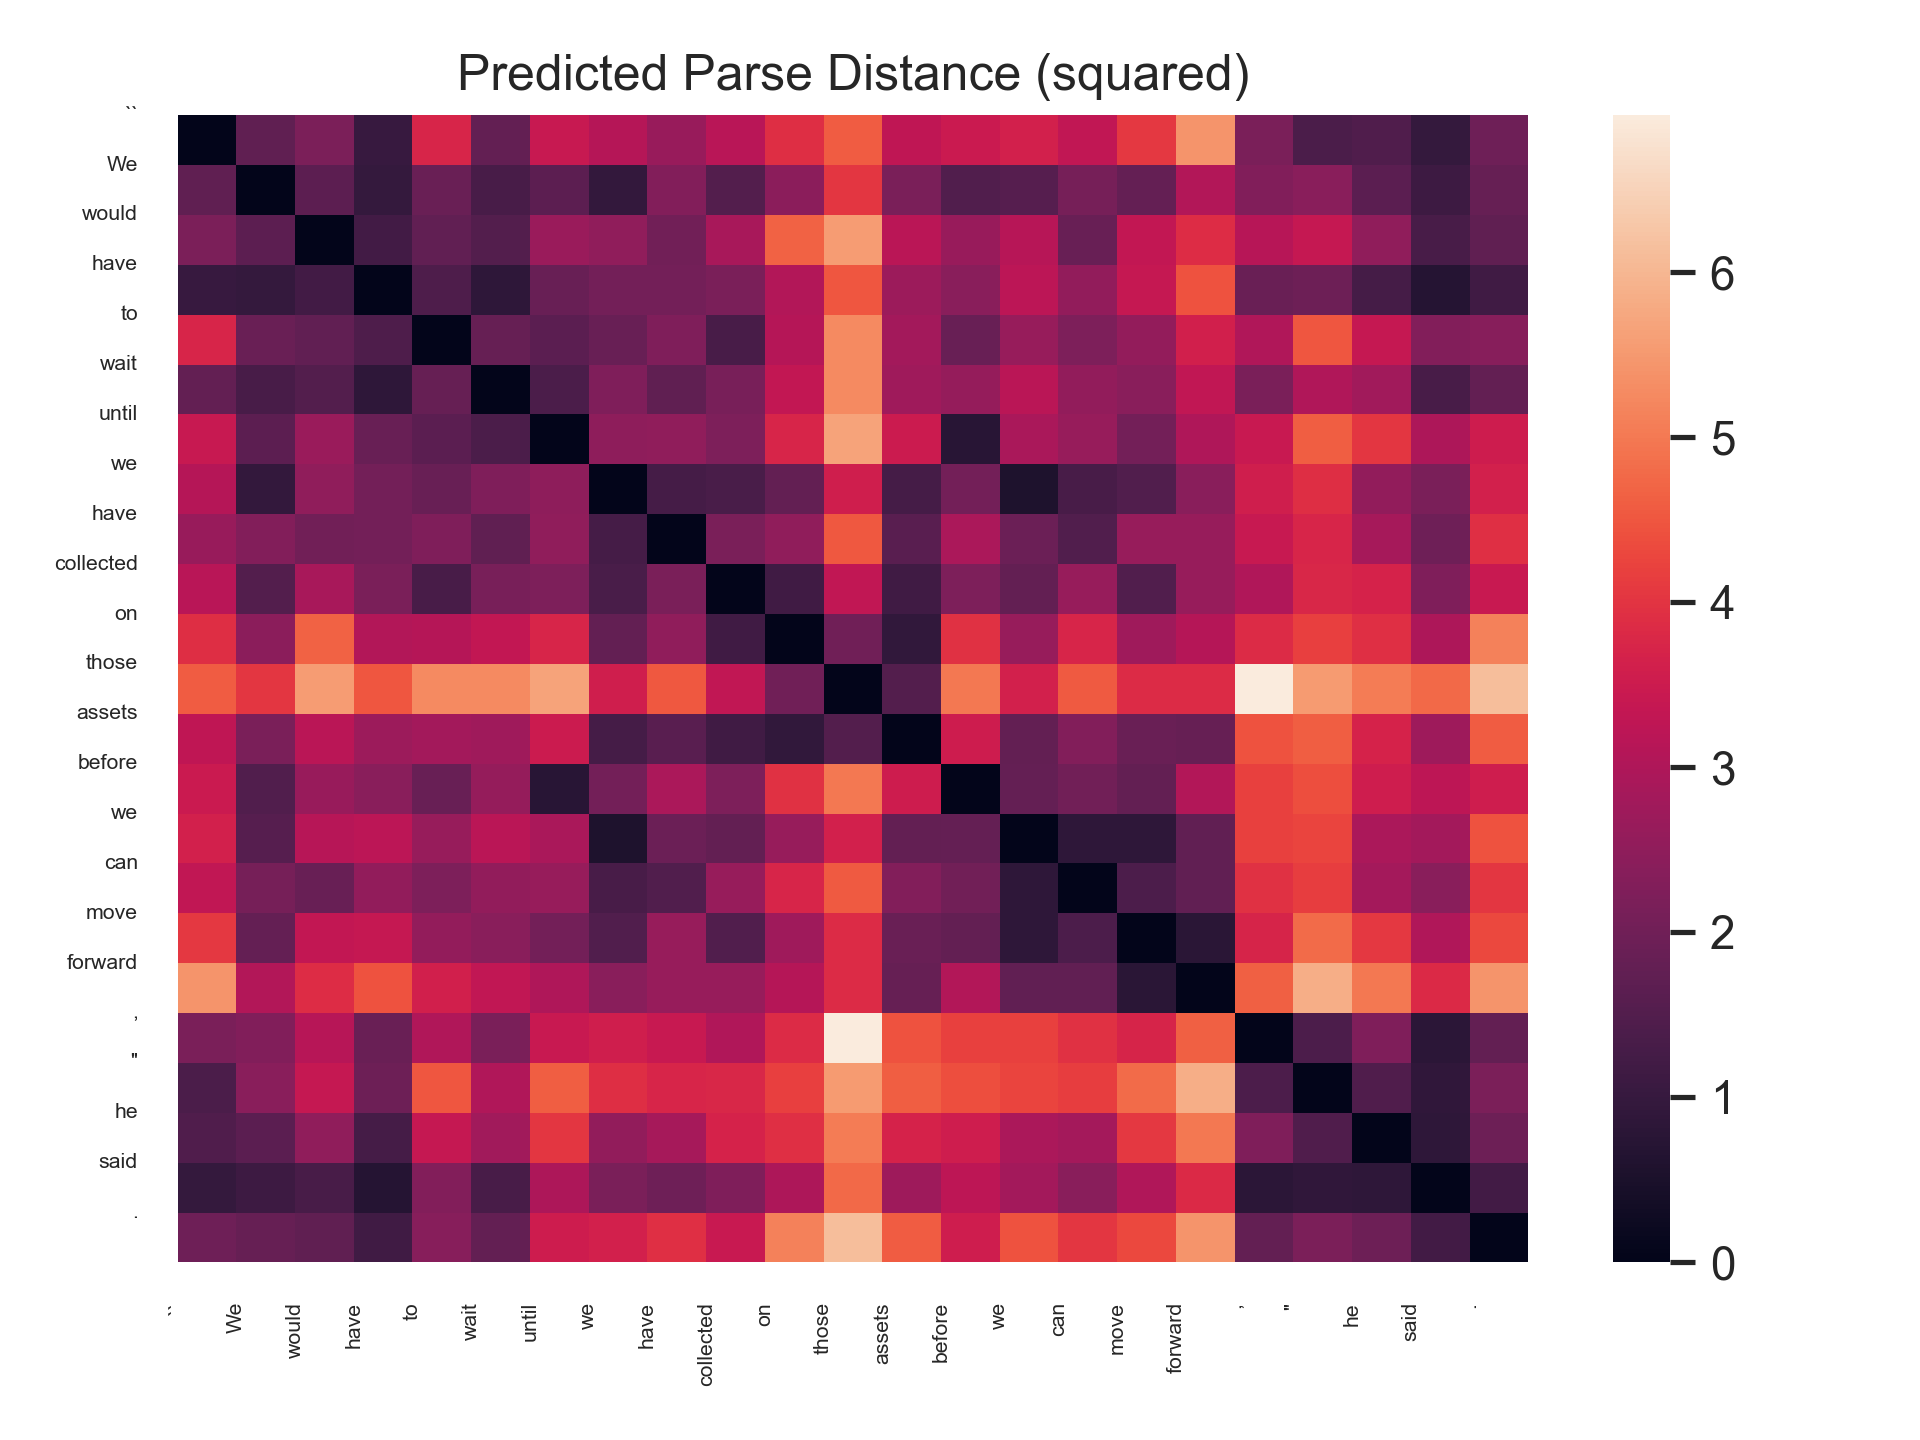 Predicted Parse Distance (squared)
``
We
would
have
to
wait
until
we
have
collected
on
those
assets
before
we
can
move
forward
,
"
he
said
.
6
5
4
3
2
1
0
`` We would have to wait until we have collected on those assets before we can move forward , " he said .